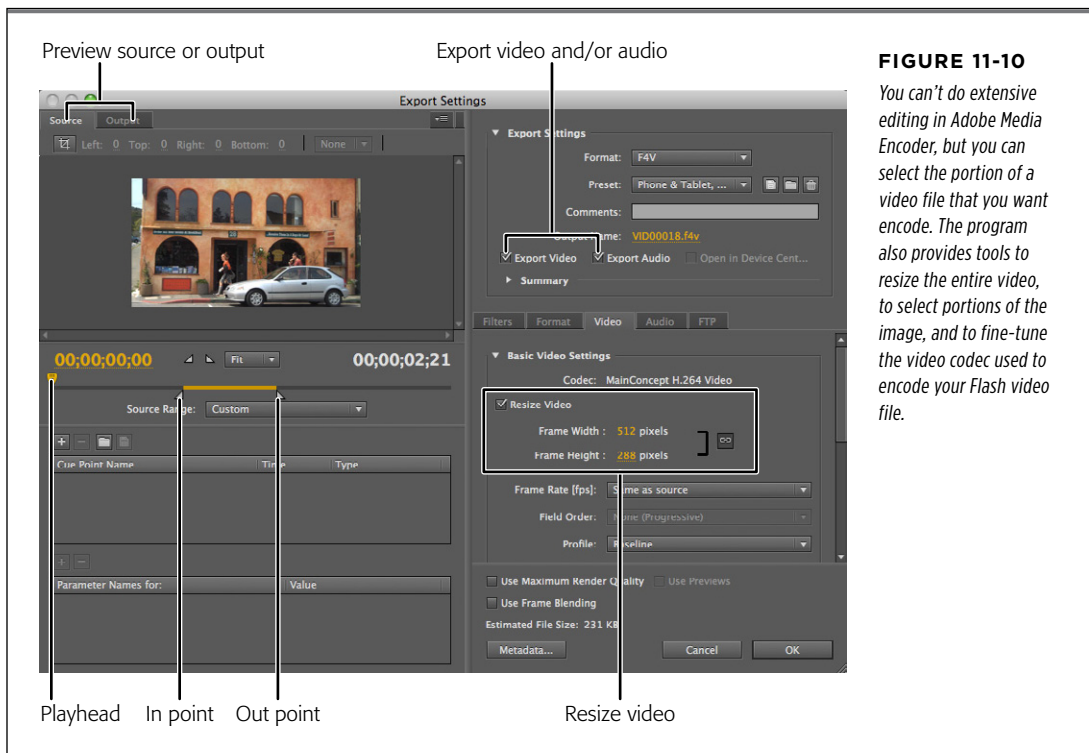 Preview source or output
Export video and/or audio
Export Settings
Source Output
Left: 0 Top: 0 Right: 0 Bottom: 0 None
00;00;00;00
Fit
00;00;02;21
Source Range: Custom
Cue Point Name Time Type
Parameter Names for: Value
Export Settings
Format: F4V
Preset: Phone & Tablet, ...
Comments:
Output Name: VID00018.f4v
Export Video Export Audio Open in Device Cent...
Summary
Filters Format Video Audio FTP
Basic Video Settings
Codec: MainConcept H.264 Video
Resize Video
Frame Width : 512 pixels
Frame Height : 288 pixels
Frame Rate [fps]: Same as source
Field Order: None (Progressive)
Profile: Baseline
Use Maximum Render Quality Use Previews
Use Frame Blending
Estimated File Size: 231 KB
Metadata... Cancel OK
Playhead In point Out point
Resize video
FIGURE 11-10
You can't do extensive
editing in Adobe Media
Encoder, but you can
select the portion of a
video file that you want
encode. The program
also provides tools to
resize the entire video,
to select portions of the
image, and to fine-tune
the video codec used to
encode your Flash video
file.